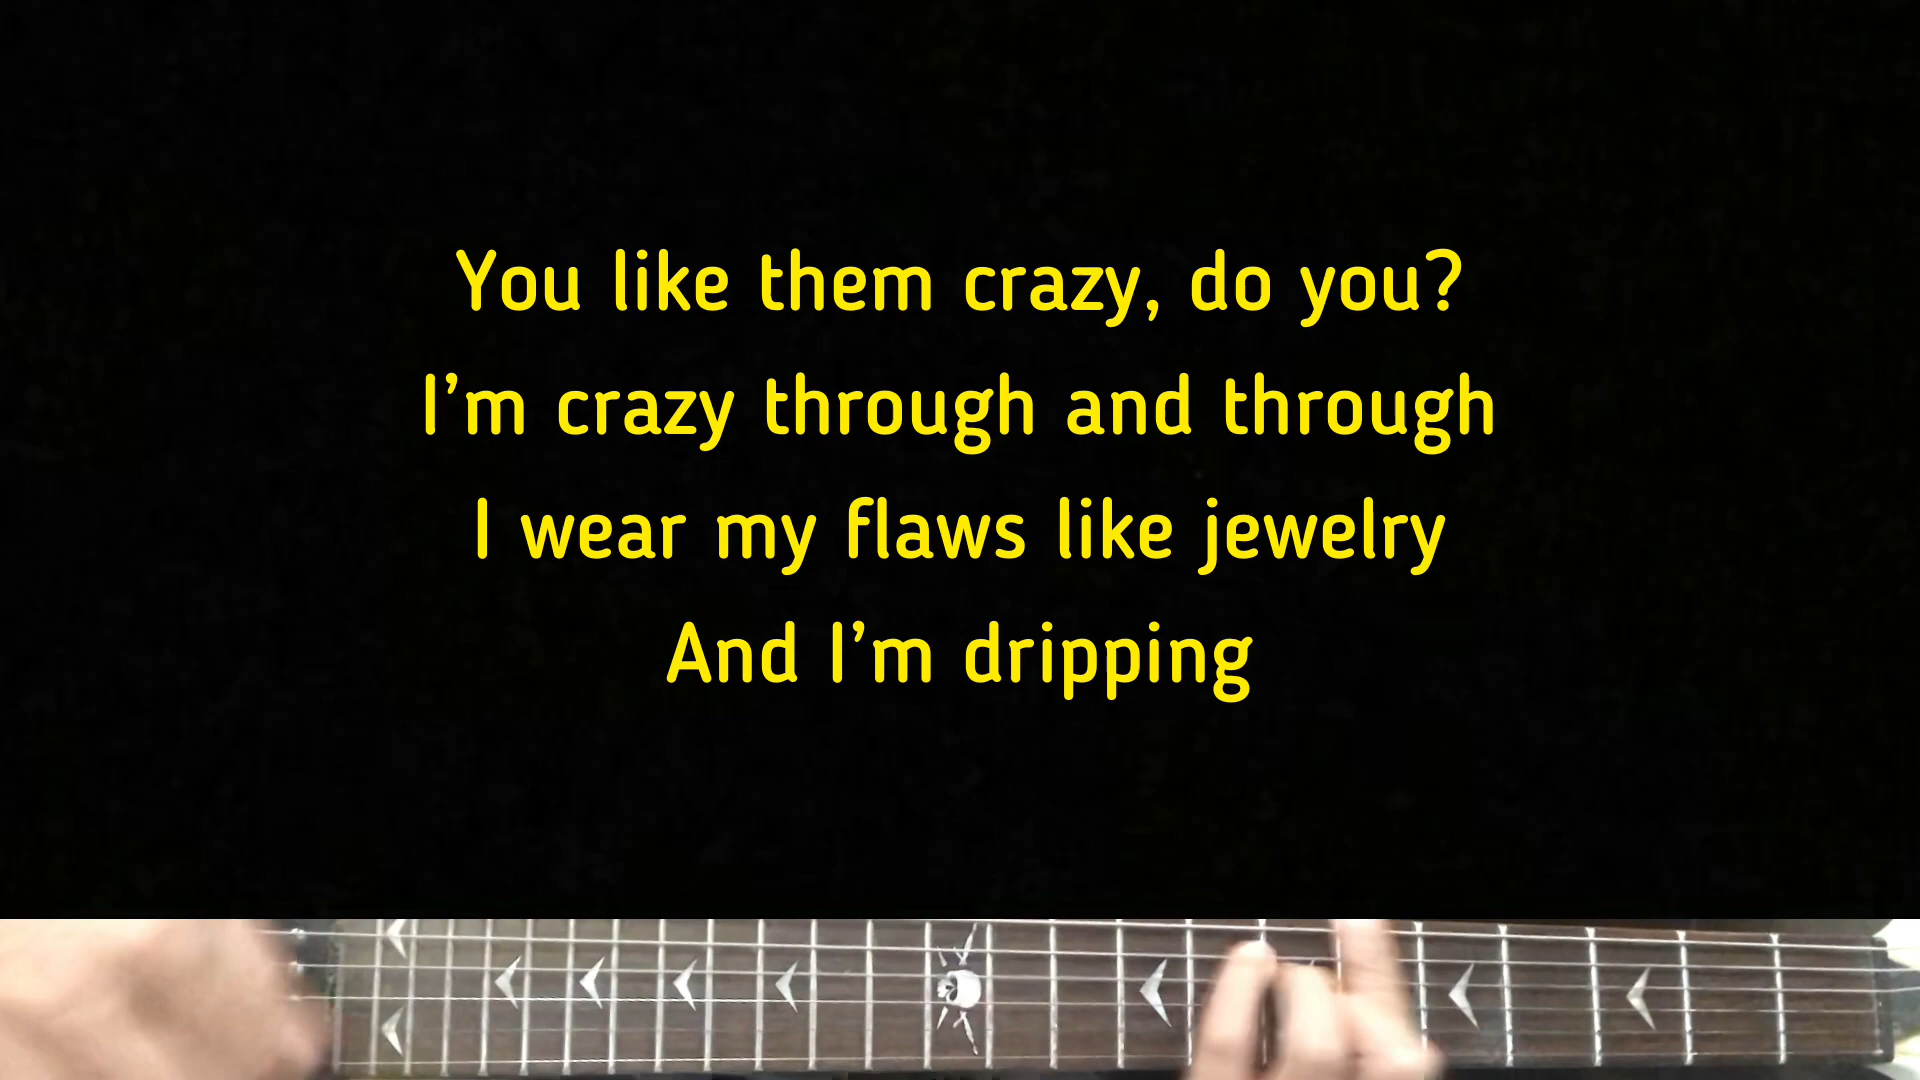 You like them crazy, do you?
I’m crazy through and through
I wear my flaws like jewelry
And I’m dripping